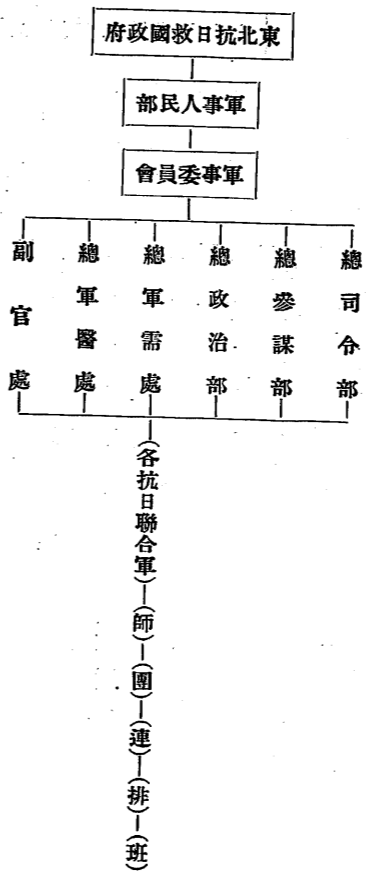 東北抗日救國政府
軍事人民部
軍事委員會
總司令部
總參謀部
總政治部
總軍需處
總軍醫處
副官處
(各抗日聯合軍)—(師)—(團)—(連)—(排)—(班)